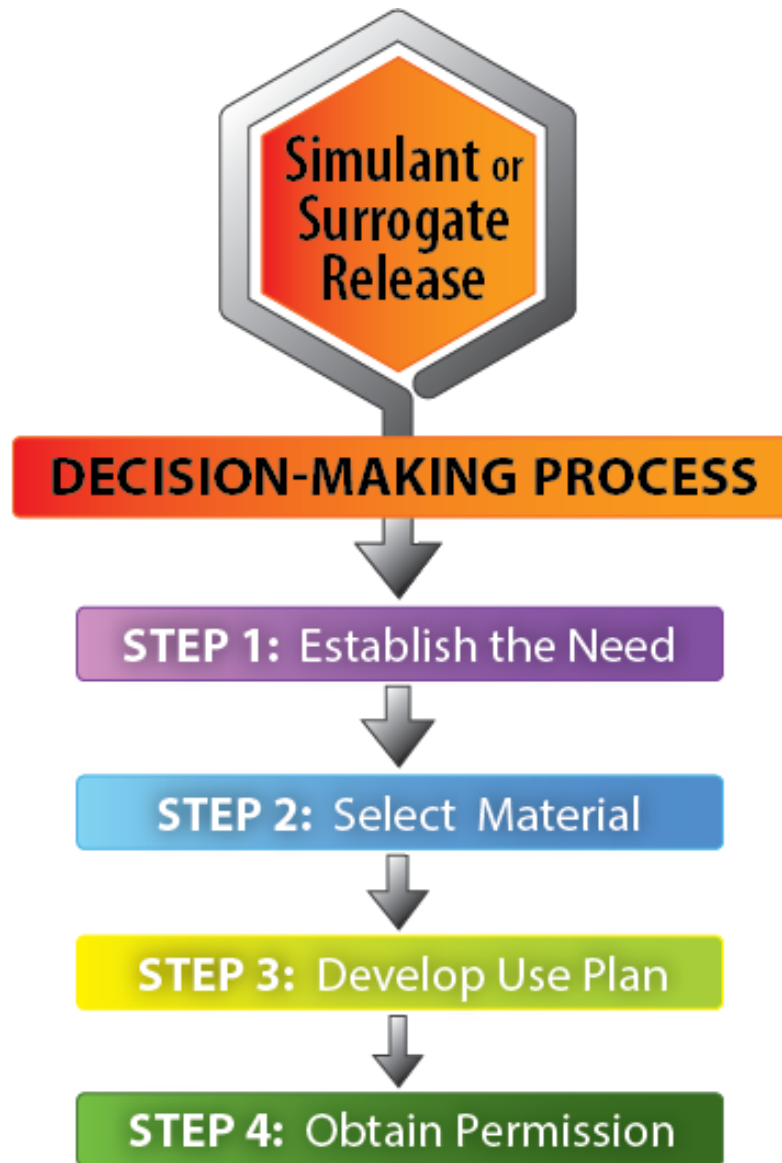 Simulant or
Surrogate
Release
DECISION-MAKING PROCESS
STEP 1: Establish the Need
STEP 2: Select Material
STEP 3: Develop Use Plan
STEP 4: Obtain Permission